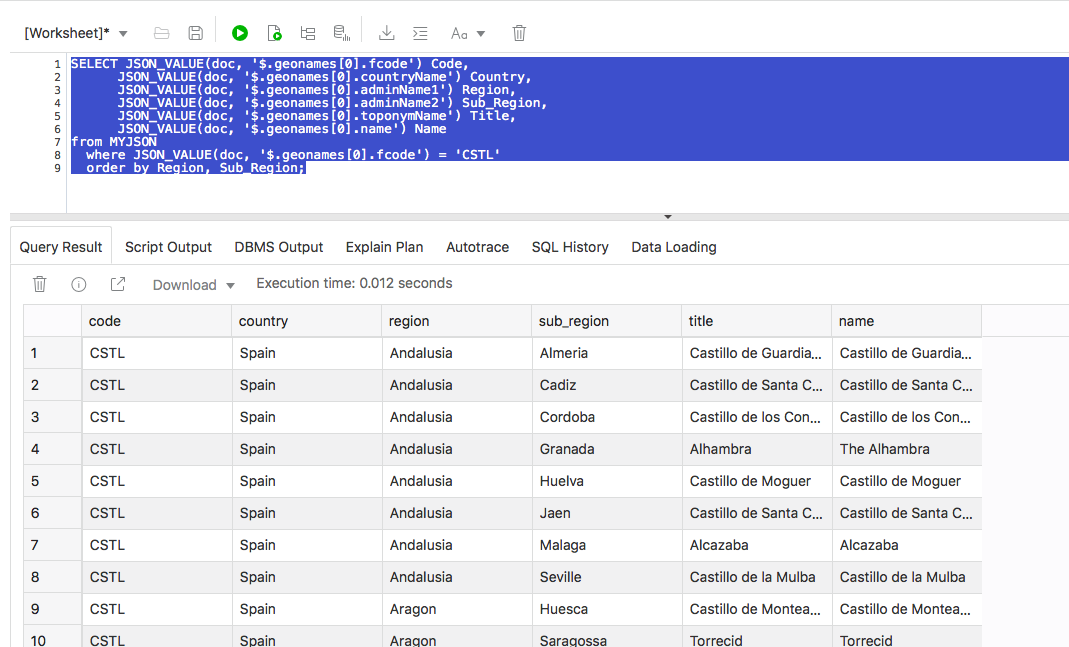 [Worksheet]*
Aa
1 SELECT JSON_VALUE(doc, '$.geonames[0].fcode') Code,
2 JSON_VALUE(doc, '$.geonames[0].countryName') Country,
3 JSON_VALUE(doc, '$.geonames[0].adminName1') Region,
4 JSON_VALUE(doc, '$.geonames[0].adminName2') Sub_Region,
5 JSON_VALUE(doc, '$.geonames[0].toponymName') Title,
6 JSON_VALUE(doc, '$.geonames[0].name') Name
7 from MYJSON
8 where JSON_VALUE(doc, '$.geonames[0].fcode') = 'CSTL'
9 order by Region, Sub_Region;
Query Result Script Output DBMS Output Explain Plan Autotrace SQL History Data Loading
Download Execution time: 0.012 seconds
code country region sub_region title name
1 CSTL Spain Andalusia Almeria Castillo de Guardia... Castillo de Guardia...
2 CSTL Spain Andalusia Cadiz Castillo de Santa C... Castillo de Santa C...
3 CSTL Spain Andalusia Cordoba Castillo de los Con... Castillo de los Con...
4 CSTL Spain Andalusia Granada Alhambra The Alhambra
5 CSTL Spain Andalusia Huelva Castillo de Moguer Castillo de Moguer
6 CSTL Spain Andalusia Jaen Castillo de Santa C... Castillo de Santa C...
7 CSTL Spain Andalusia Malaga Alcazaba Alcazaba
8 CSTL Spain Andalusia Seville Castillo de la Mulba Castillo de la Mulba
9 CSTL Spain Aragon Huesca Castillo de Montea... Castillo de Montea...
10 CSTL Spain Aragon Saragossa Torrecid Torrecid